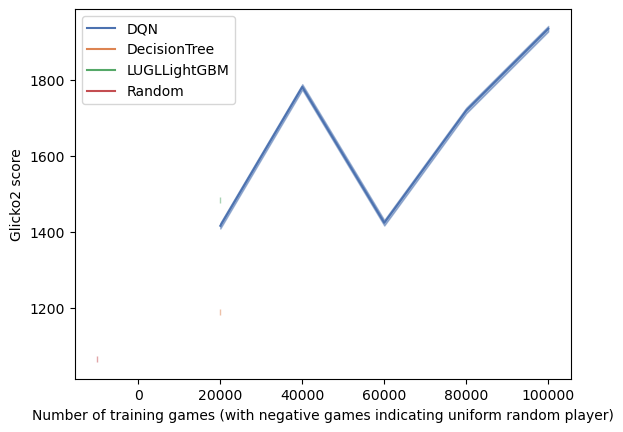 DQN
DecisionTree
LUGLLightGBM
Random
Glicko2 score
1800
1600
1400
1200
0 20000 40000 60000 80000 100000
Number of training games (with negative games indicating uniform random player)